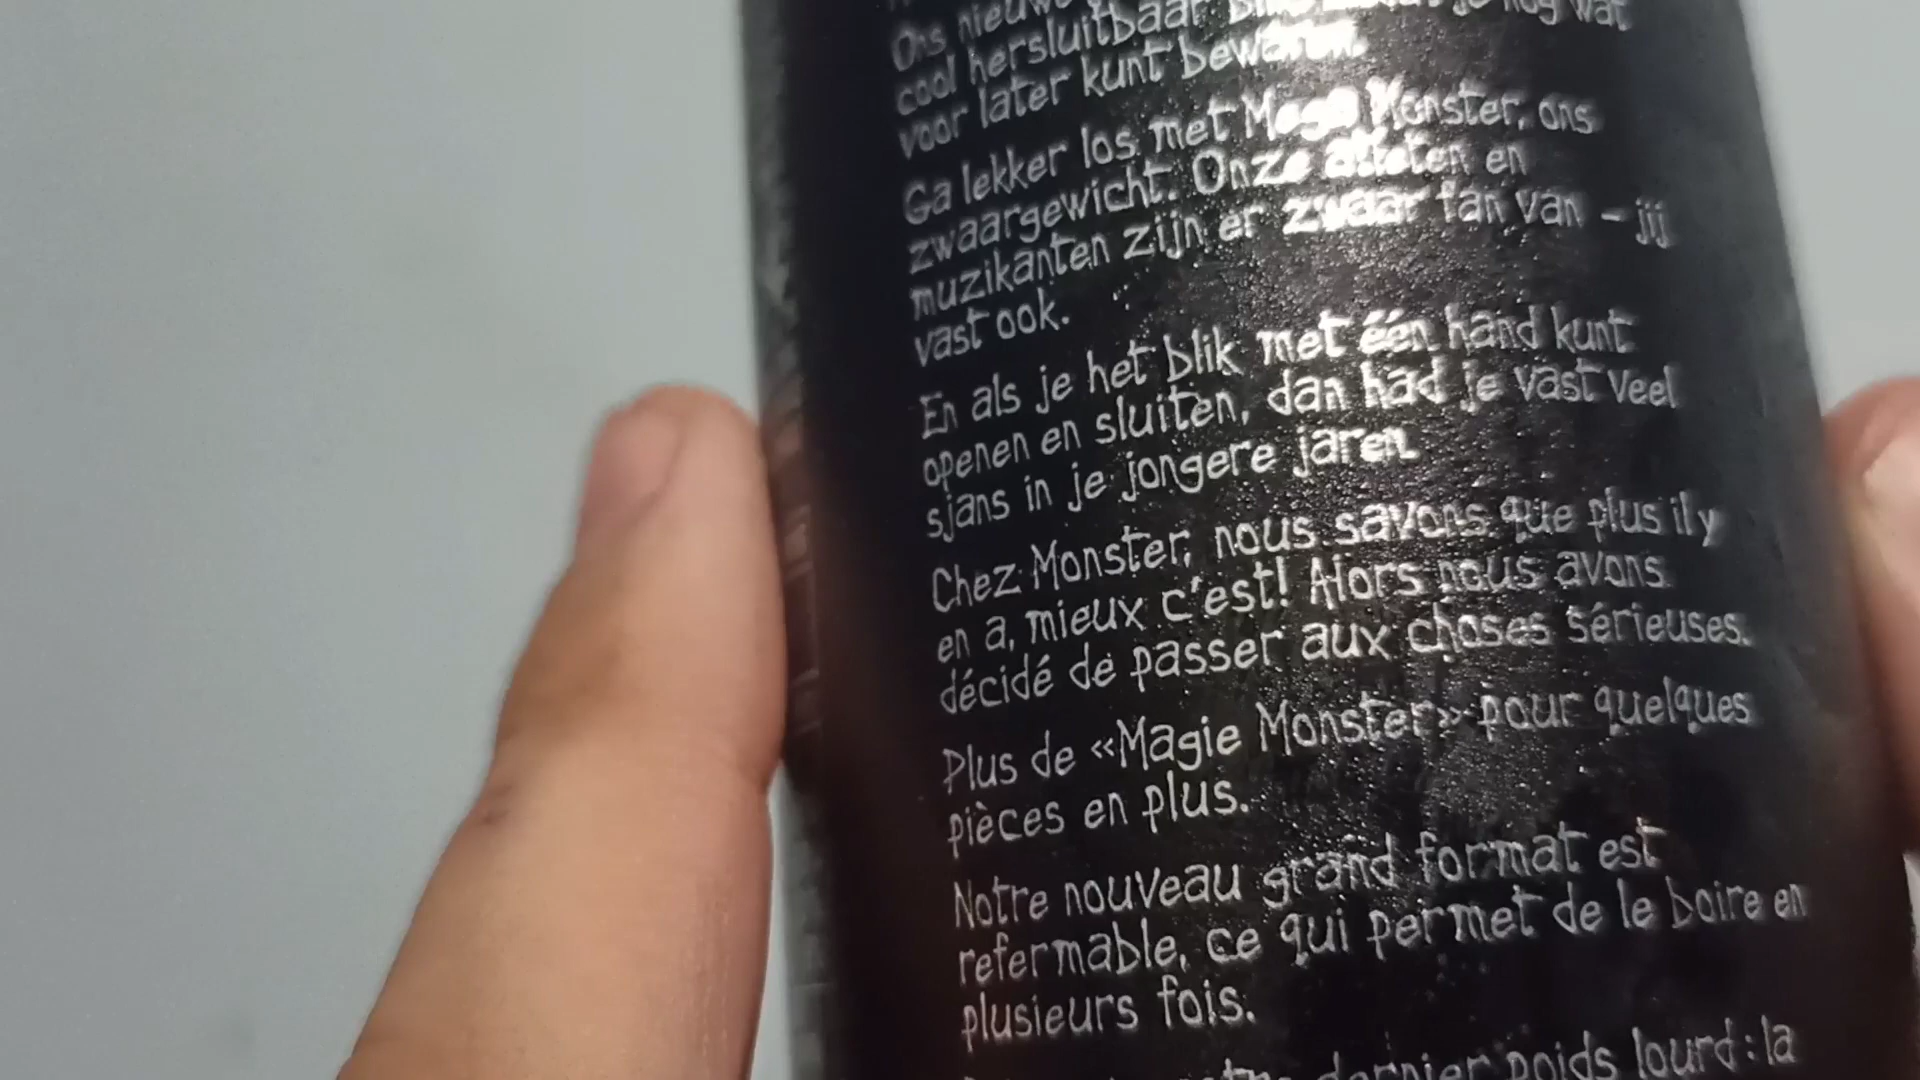 Ons nieuwe
cool hersluitbaar nog wat
voor later kunt bewaren.
Ga lekker los met Mega Monster, ons
zwaargewicht. Onze atleten en
muzikanten zijn er zwaar fan van – jij
vast ook.
En als je het blik met één hand kunt
openen en sluiten, dan had je vast veel
sjans in je jongere jaren.
Chez Monster, nous savons que plus il y
en a, mieux c'est! Alors nous avons
décidé de passer aux choses sérieuses.
Plus de «Magie Monster» pour quelques
pièces en plus.
Notre nouveau grand format est
refermable, ce qui permet de le boire en
plusieurs fois.
dernier poids lourd : la